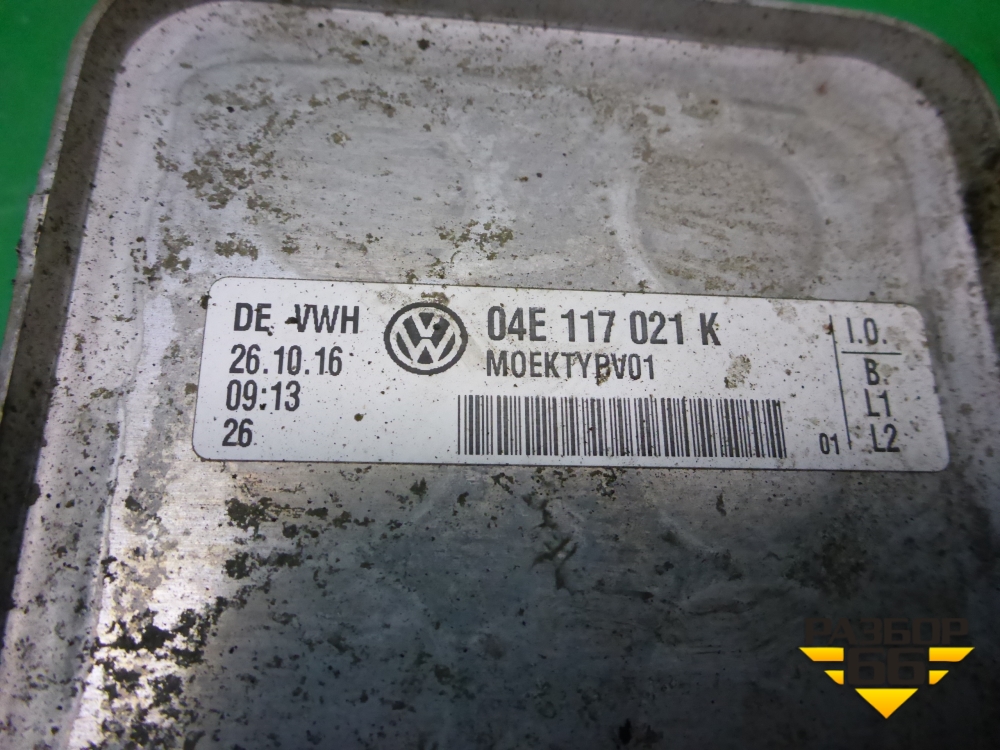 DE VWH
26.10.16
09:13
26
04E 117 021 K
MOEKTYPV01
01
I.O.
B.
L1
L2
РАЗБОР
66